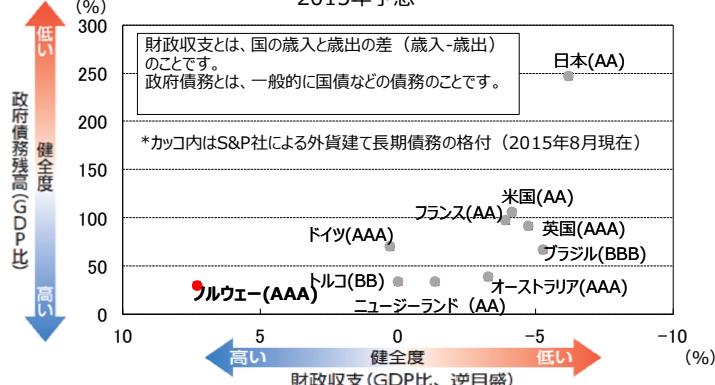 2015年予想
(%)
低い
政府債務残高(GDP比)
健全度
高い
300
250
200
150
100
50
0
財政収支とは、国の歳入と歳出の差（歳入-歳出）
のことです。
政府債務とは、一般的に国債などの債務のことです。
日本(AA)
*カッコ内はS&P社による外貨建て長期債務の格付（2015年8月現在）
米国(AA)
フランス(AA)
英国(AAA)
ドイツ(AAA)
ブラジル(BBB)
トルコ(BB)
オーストラリア(AAA)
ノルウェー(AAA)
ニュージーランド（AA）
10
5
0
−5
−10
(%)
高い
健全度
低い
財政収支(GDP比、逆目盛)